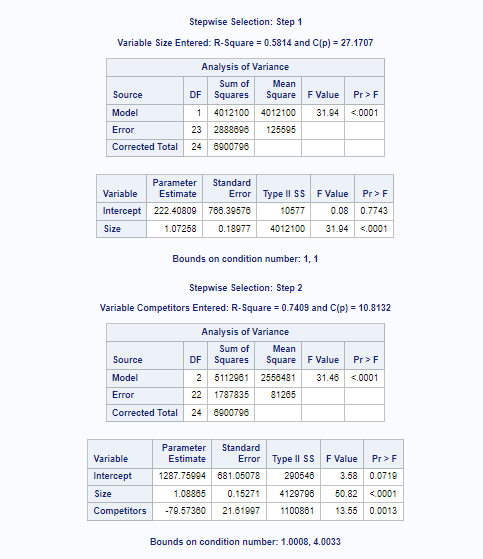 Stepwise Selection: Step 1
Variable Size Entered: R-Square = 0.5814 and C(p) = 27.1707
Analysis of Variance
Source DF Sum of Squares Mean Square F Value Pr > F
Model 1 4012100 4012100 31.94 <.0001
Error 23 2888696 125595
Corrected Total 24 6900796
Variable Parameter Estimate Standard Error Type II SS F Value Pr > F
Intercept 222.40809 766.39576 10577 0.08 0.7743
Size 1.07258 0.18977 4012100 31.94 <.0001
Bounds on condition number: 1, 1
Stepwise Selection: Step 2
Variable Competitors Entered: R-Square = 0.7409 and C(p) = 10.8132
Analysis of Variance
Source DF Sum of Squares Mean Square F Value Pr > F
Model 2 5112961 2556481 31.46 <.0001
Error 22 1787835 81265
Corrected Total 24 6900796
Variable Parameter Estimate Standard Error Type II SS F Value Pr > F
Intercept 1287.75994 681.05078 290546 3.58 0.0719
Size 1.08865 0.15271 4129796 50.82 <.0001
Competitors -79.57360 21.61997 1100861 13.55 0.0013
Bounds on condition number: 1.0008, 4.0033